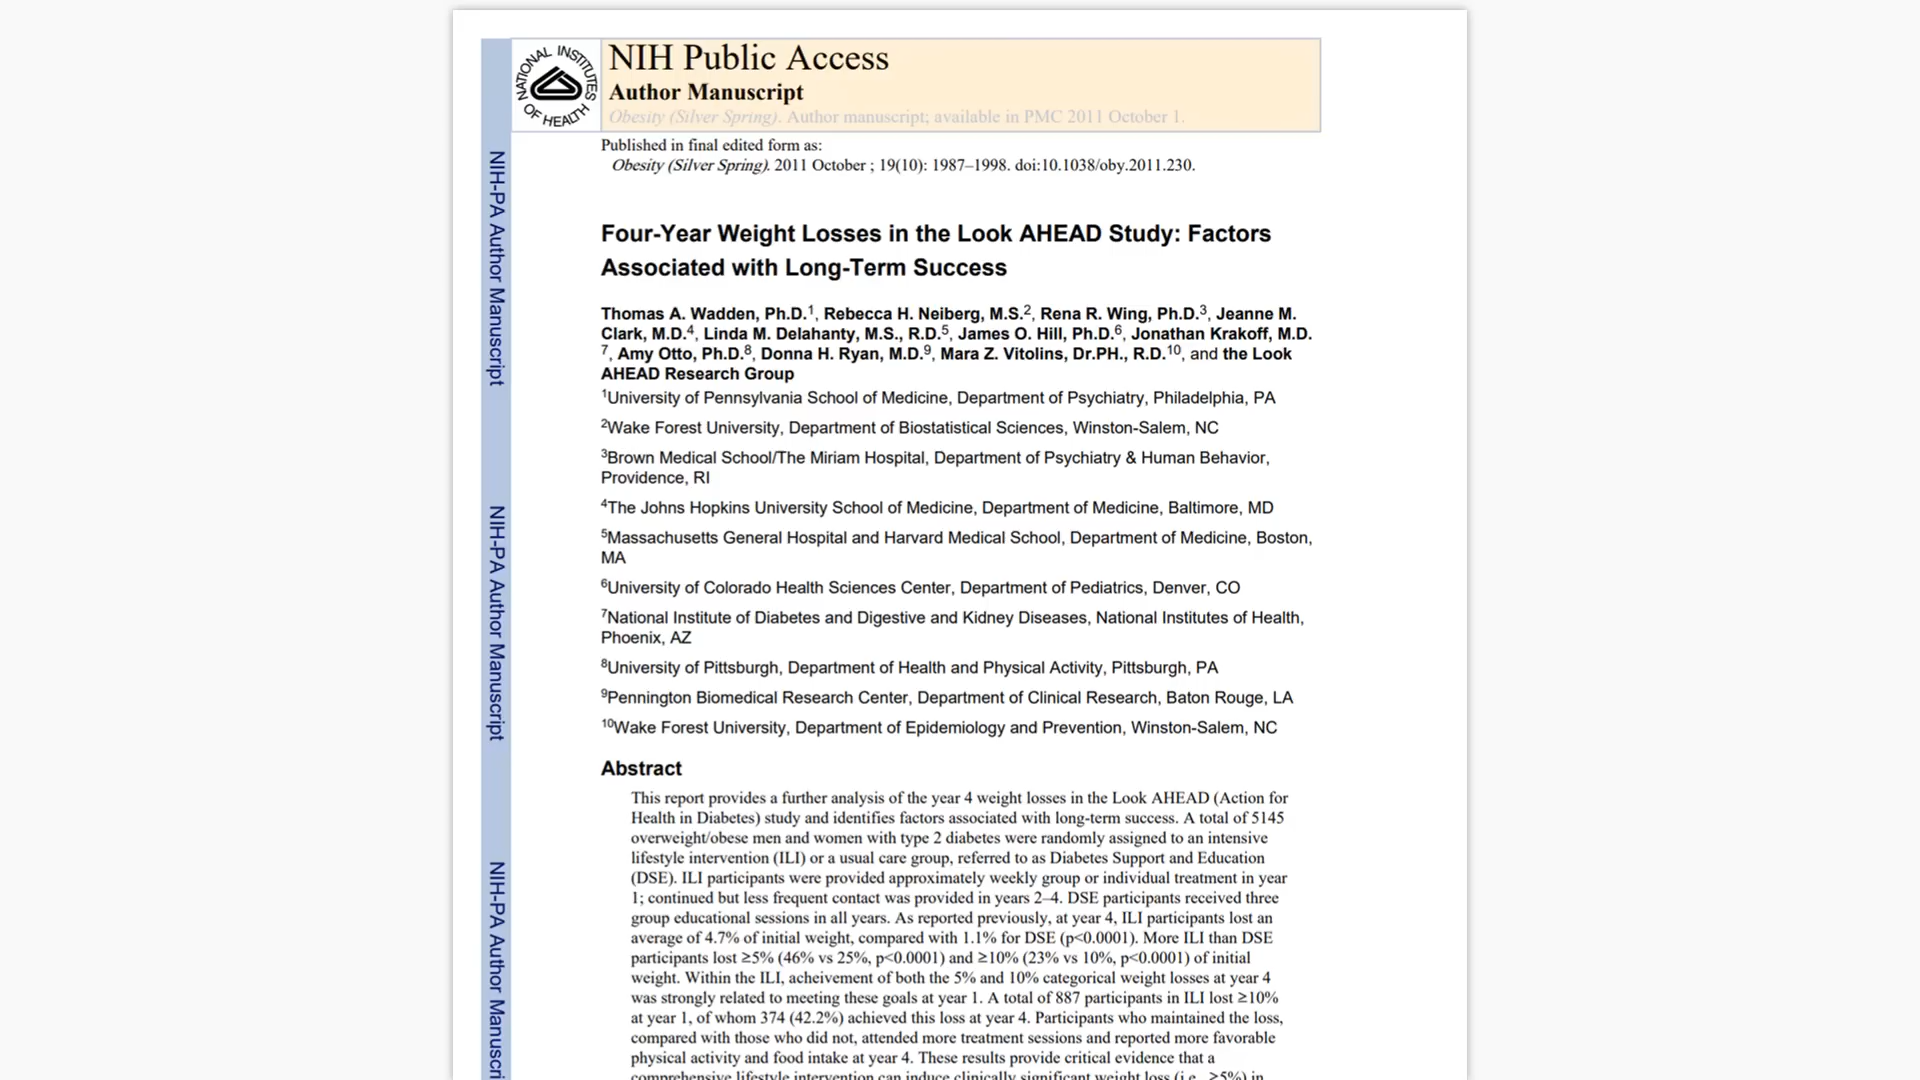 NATIONAL INSTITUTES OF HEALTH
NIH Public Access
Author Manuscript
Obesity (Silver Spring). Author manuscript; available in PMC 2011 October 1.
Published in final edited form as:
Obesity (Silver Spring). 2011 October ; 19(10): 1987–1998. doi:10.1038/oby.2011.230.
Four-Year Weight Losses in the Look AHEAD Study: Factors
Associated with Long-Term Success
Thomas A. Wadden, Ph.D.1, Rebecca H. Neiberg, M.S.2, Rena R. Wing, Ph.D.3, Jeanne M.
Clark, M.D.4, Linda M. Delahanty, M.S., R.D.5, James O. Hill, Ph.D.6, Jonathan Krakoff, M.D.
7, Amy Otto, Ph.D.8, Donna H. Ryan, M.D.9, Mara Z. Vitolins, Dr.PH., R.D.10, and the Look
AHEAD Research Group
1University of Pennsylvania School of Medicine, Department of Psychiatry, Philadelphia, PA
2Wake Forest University, Department of Biostatistical Sciences, Winston-Salem, NC
3Brown Medical School/The Miriam Hospital, Department of Psychiatry & Human Behavior,
Providence, RI
4The Johns Hopkins University School of Medicine, Department of Medicine, Baltimore, MD
5Massachusetts General Hospital and Harvard Medical School, Department of Medicine, Boston,
MA
6University of Colorado Health Sciences Center, Department of Pediatrics, Denver, CO
7National Institute of Diabetes and Digestive and Kidney Diseases, National Institutes of Health,
Phoenix, AZ
8University of Pittsburgh, Department of Health and Physical Activity, Pittsburgh, PA
9Pennington Biomedical Research Center, Department of Clinical Research, Baton Rouge, LA
10Wake Forest University, Department of Epidemiology and Prevention, Winston-Salem, NC
Abstract
This report provides a further analysis of the year 4 weight losses in the Look AHEAD (Action for
Health in Diabetes) study and identifies factors associated with long-term success. A total of 5145
overweight/obese men and women with type 2 diabetes were randomly assigned to an intensive
lifestyle intervention (ILI) or a usual care group, referred to as Diabetes Support and Education
(DSE). ILI participants were provided approximately weekly group or individual treatment in year
1; continued but less frequent contact was provided in years 2–4. DSE participants received three
group educational sessions in all years. As reported previously, at year 4, ILI participants lost an
average of 4.7% of initial weight, compared with 1.1% for DSE (p<0.0001). More ILI than DSE
participants lost ≥5% (46% vs 25%, p<0.0001) and ≥10% (23% vs 10%, p<0.0001) of initial
weight. Within the ILI, acheivement of both the 5% and 10% categorical weight losses at year 4
was strongly related to meeting these goals at year 1. A total of 887 participants in ILI lost ≥10%
at year 1, of whom 374 (42.2%) achieved this loss at year 4. Participants who maintained the loss,
compared with those who did not, attended more treatment sessions and reported more favorable
physical activity and food intake at year 4. These results provide critical evidence that a
comprehensive lifestyle intervention can induce clinically significant weight loss (i.e., ≥5%) in
NIH-PA Author Manuscript
NIH-PA Author Manuscript
NIH-PA Author Manuscri